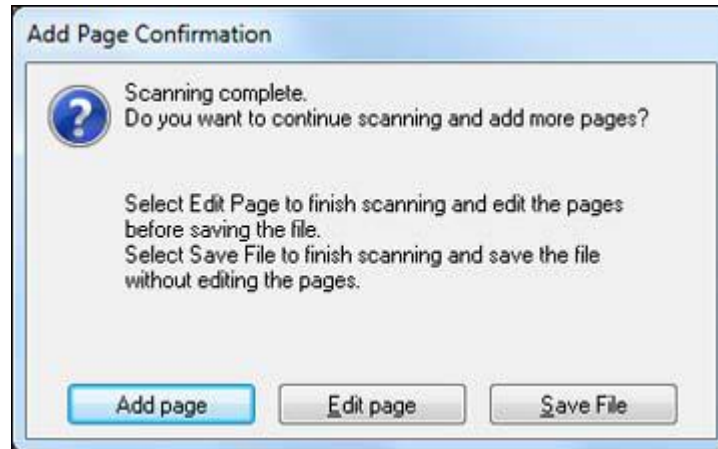 Add Page Confirmation
Scanning complete.
Do you want to continue scanning and add more pages?
Select Edit Page to finish scanning and edit the pages
before saving the file.
Select Save File to finish scanning and save the file
without editing the pages.
Add page
Edit page
Save File